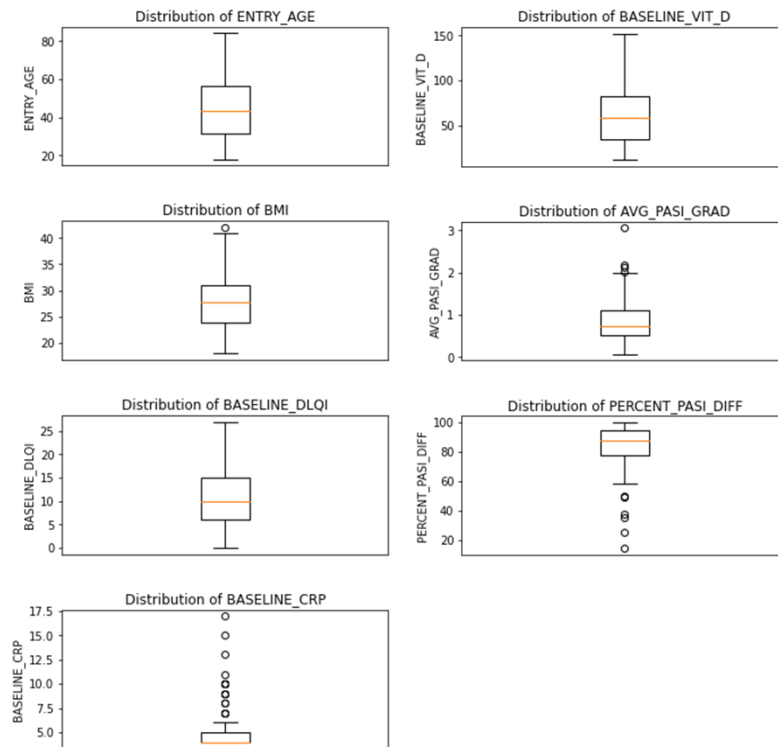 Distribution of ENTRY_AGE
ENTRY_AGE
80
60
40
20
Distribution of BASELINE_VIT_D
BASELINE_VIT_D
150
100
50
Distribution of BMI
BMI
40
35
30
25
20
Distribution of AVG_PASI_GRAD
AVG_PASI_GRAD
3
2
1
0
Distribution of BASELINE_DLQI
BASELINE_DLQI
25
20
15
10
5
0
Distribution of PERCENT_PASI_DIFF
PERCENT_PASI_DIFF
100
80
60
40
20
Distribution of BASELINE_CRP
BASELINE_CRP
17.5
15.0
12.5
10.0
7.5
5.0